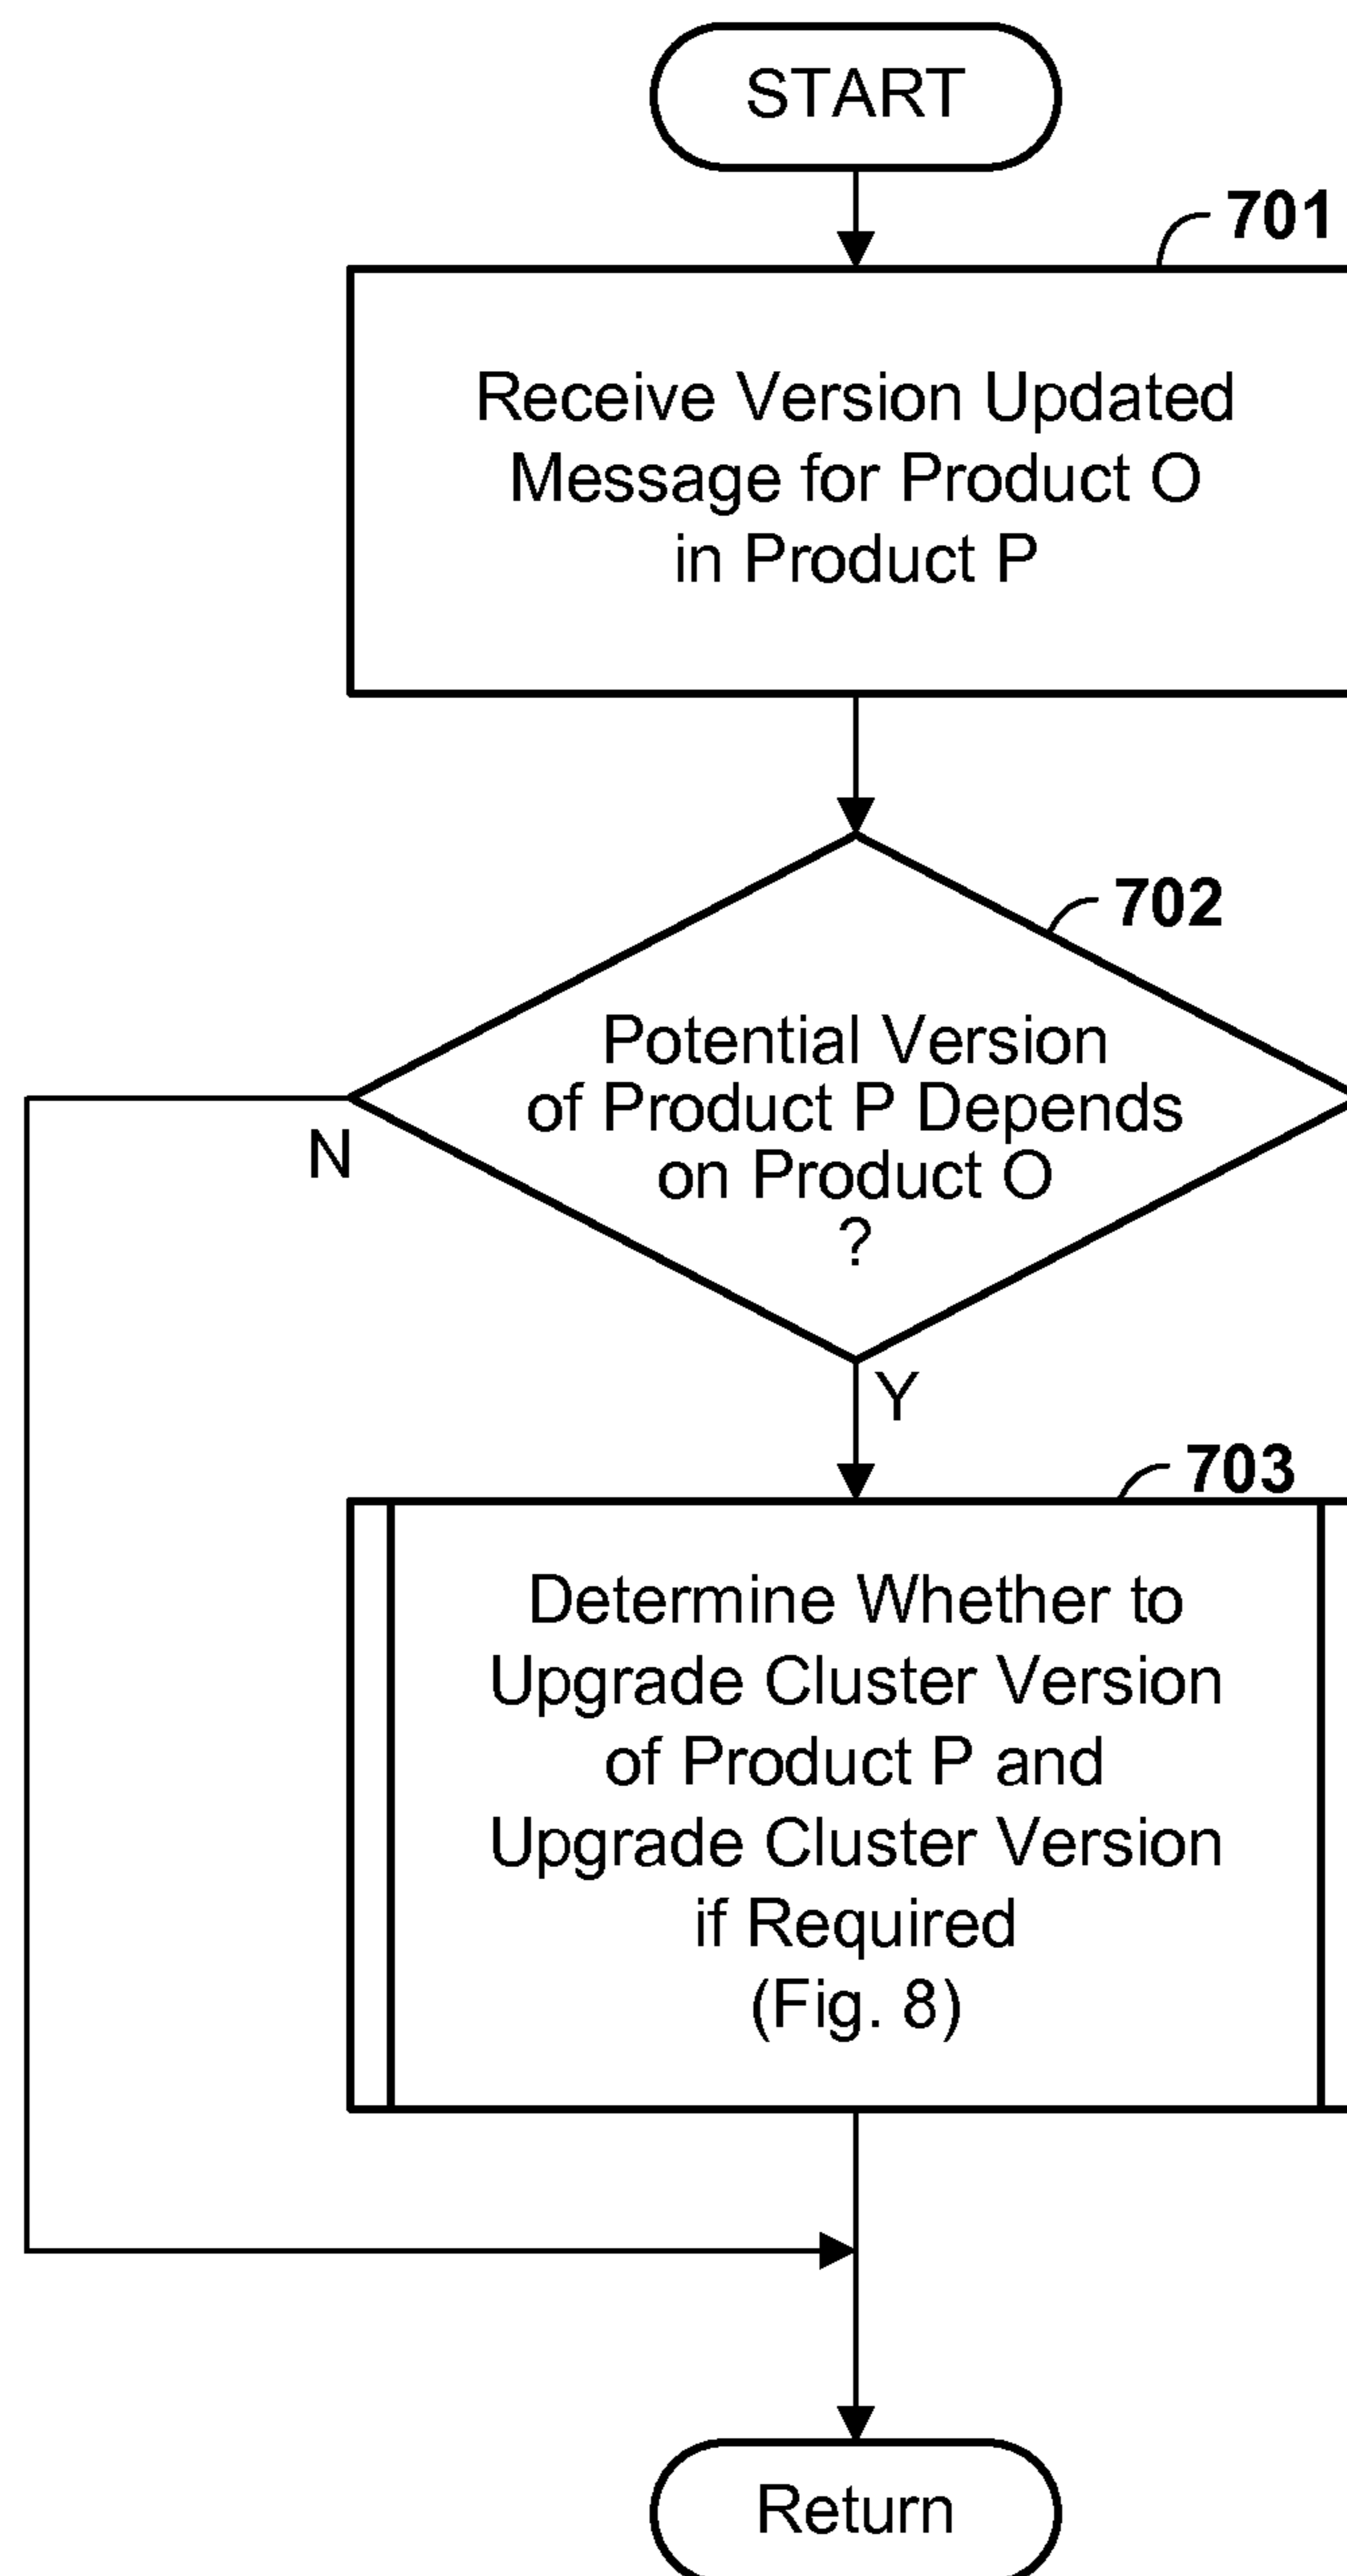 START
701
Receive Version Updated
Message for Product O
in Product P
702
Potential Version
of Product P Depends
on Product O
?
N
Y
703
Determine Whether to
Upgrade Cluster Version
of Product P and
Upgrade Cluster Version
if Required
(Fig. 8)
Return